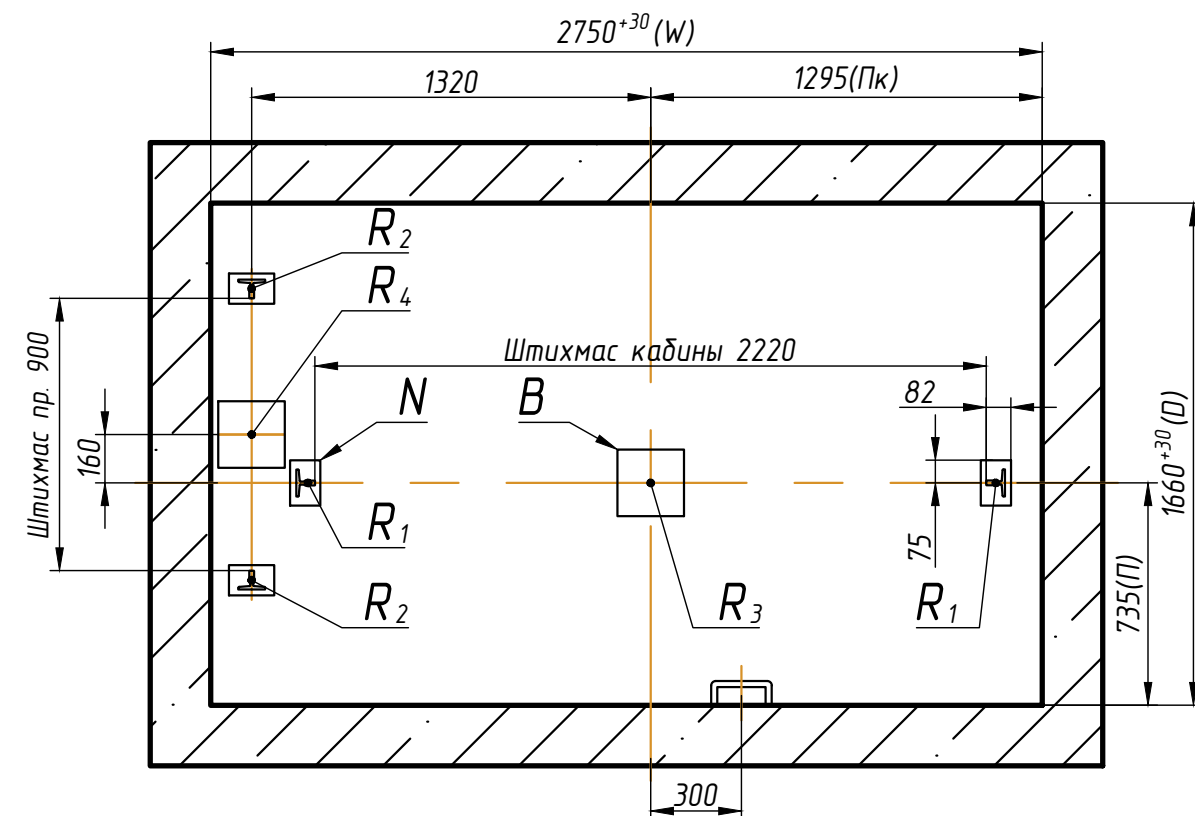 2750+30(W)
1320
1295(Пк)
R2
R4
Штихмас кабины 2220
Штихмас пр. 900
160
N
B
82
75
R1
R2
R3
R1
735(П)
1660+30(D)
300